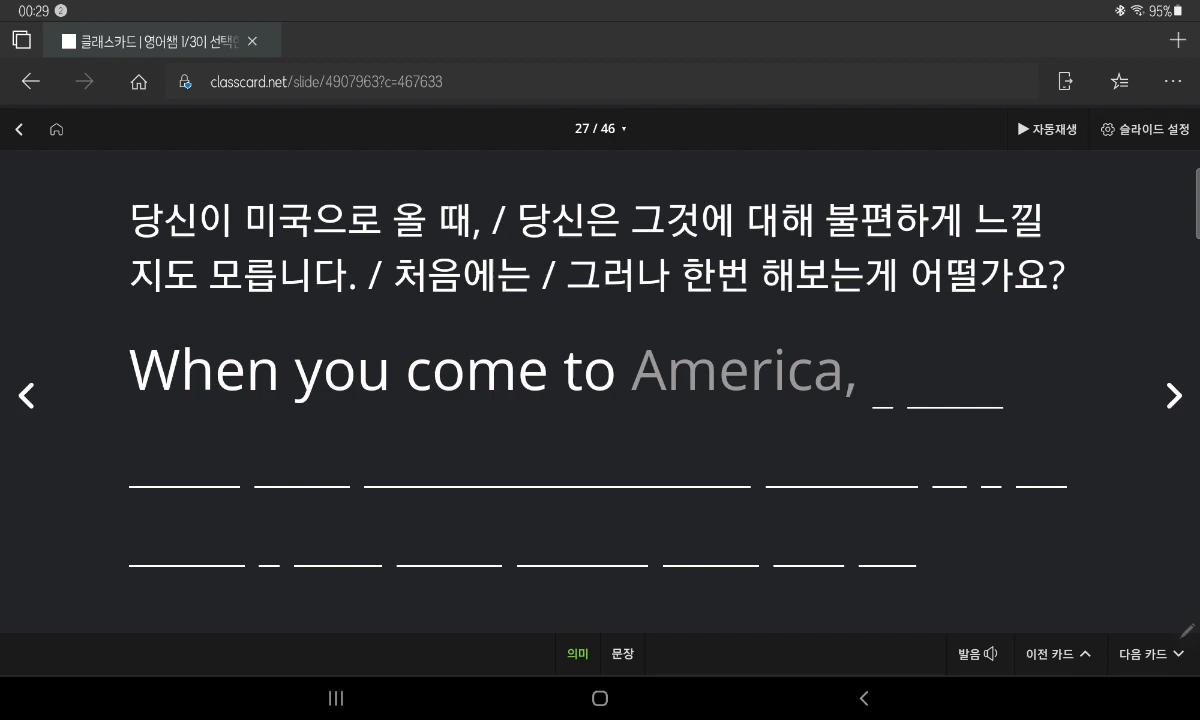 00:29 2 95%
클래스카드 | 영어쌤 1/3이 선택한
classcard.net/slide/4907963?c=467633
27 / 46 자동재생 슬라이드 설정
당신이 미국으로 올 때, / 당신은 그것에 대해 불편하게 느낄
지도 모릅니다. / 처음에는 / 그러나 한번 해보는게 어떨가요?
When you come to America,
의미 문장 발음 이전 카드 다음 카드